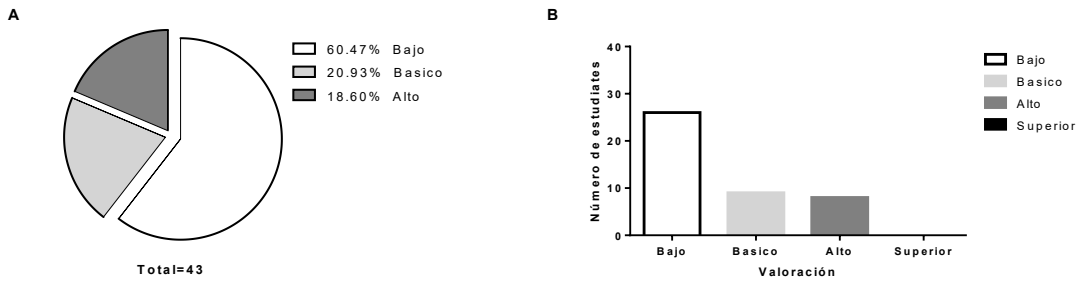 A
60.47% Bajo
20.93% Basico
18.60% Alto
Total=43
B
Número de estudiates
40
30
20
10
0
Bajo Basico Alto Superior
Valoración
Bajo
Basico
Alto
Superior